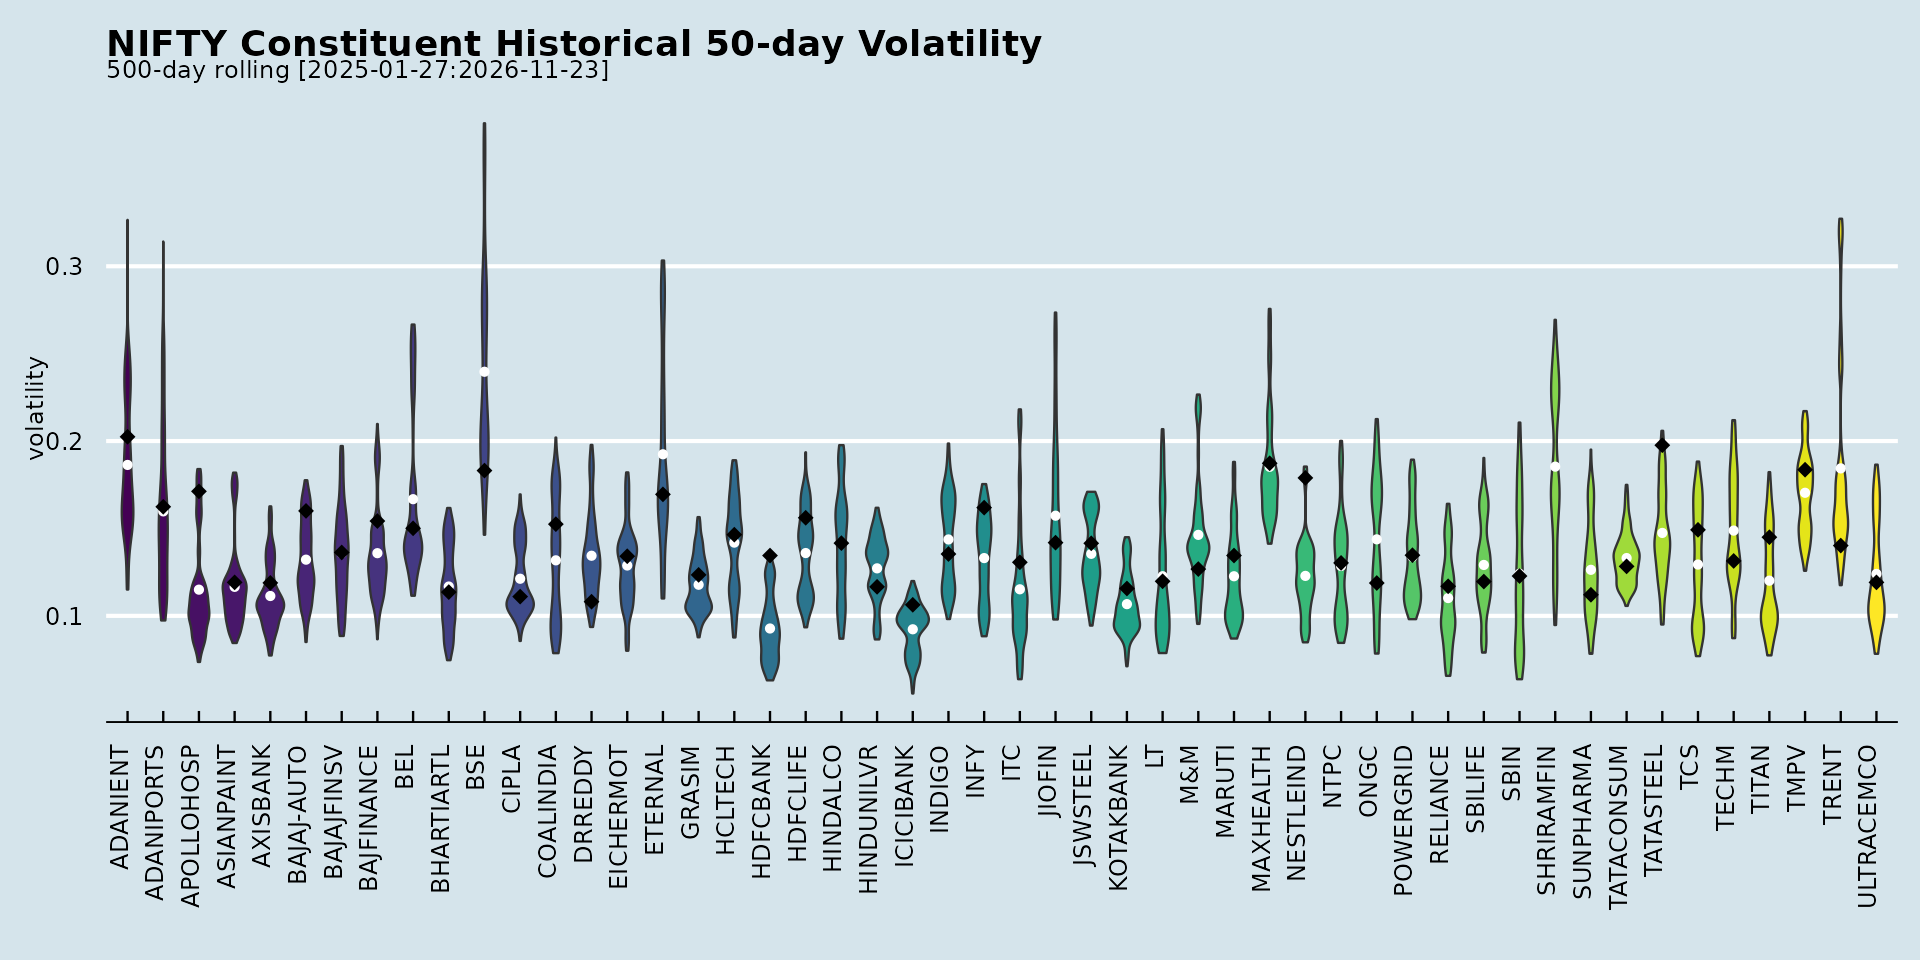 NIFTY Constituent Historical 50-day Volatility
500-day rolling [2025-01-27:2026-11-23]
volatility
0.3
0.2
0.1
ADANIENT
ADANIPORTS
APOLLOHOSP
ASIANPAINT
AXISBANK
BAJAJ-AUTO
BAJAJFINSV
BAJFINANCE
BEL
BHARTIARTL
BSE
CIPLA
COALINDIA
DRREDDY
EICHERMOT
ETERNAL
GRASIM
HCLTECH
HDFCBANK
HDFCLIFE
HINDALCO
HINDUNILVR
ICICIBANK
INDIGO
INFY
ITC
JIOFIN
JSWSTEEL
KOTAKBANK
LT
M&M
MARUTI
MAXHEALTH
NESTLEIND
NTPC
ONGC
POWERGRID
RELIANCE
SBILIFE
SBIN
SHRIRAMFIN
SUNPHARMA
TATACONSUM
TATASTEEL
TCS
TECHM
TITAN
TMPV
TRENT
ULTRACEMCO